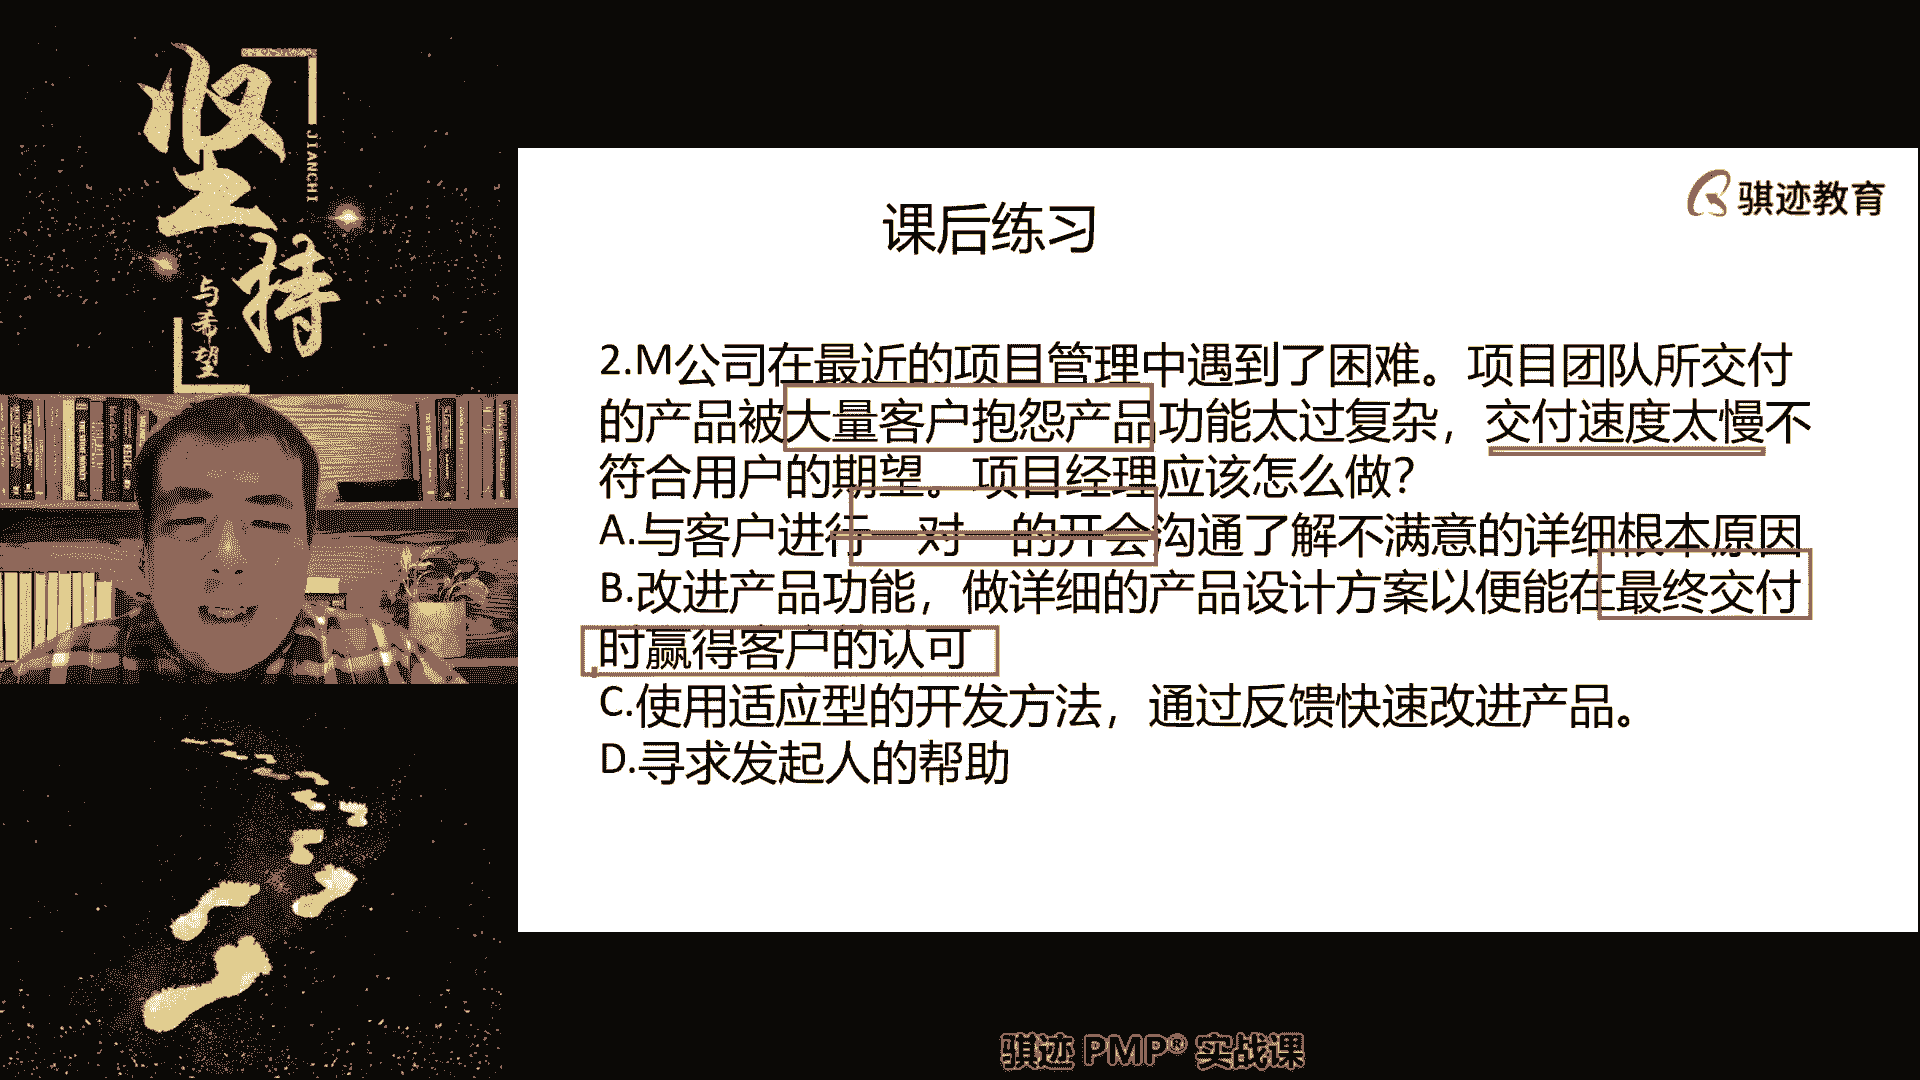 坚持
JIANCHI
与希望
骐迹教育
课后练习
2.M公司在最近的项目管理中遇到了困难。项目团队所交付
的产品被大量客户抱怨产品功能太过复杂，交付速度太慢不
符合用户的期望。项目经理应该怎么做？
A.与客户进行一对一的开会沟通了解不满意的详细根本原因
B.改进产品功能，做详细的产品设计方案以便能在最终交付
时赢得客户的认可
C.使用适应型的开发方法，通过反馈快速改进产品。
D.寻求发起人的帮助
骐迹 PMP® 实战课